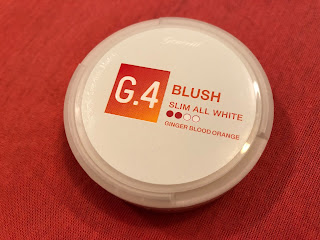 G.4
BLUSH
SLIM ALL WHITE
GINGER BLOOD ORANGE